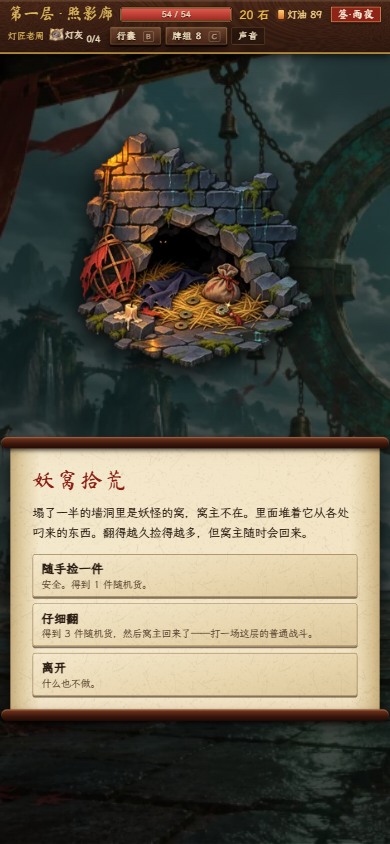 第一层·照影廊
54 / 54
20 石
灯油 89
签·雨夜
灯匠老周
灯灰 0/4
行囊 B
牌组 8 C
声音
妖窝拾荒
塌了一半的墙洞里是妖怪的窝，窝主不在。里面堆着它从各处
叼来的东西。翻得越久捡得越多，但窝主随时会回来。
随手捡一件
安全。得到 1 件随机货。
仔细翻
得到 3 件随机货，然后窝主回来了——打一场这层的普通战斗。
离开
什么也不做。